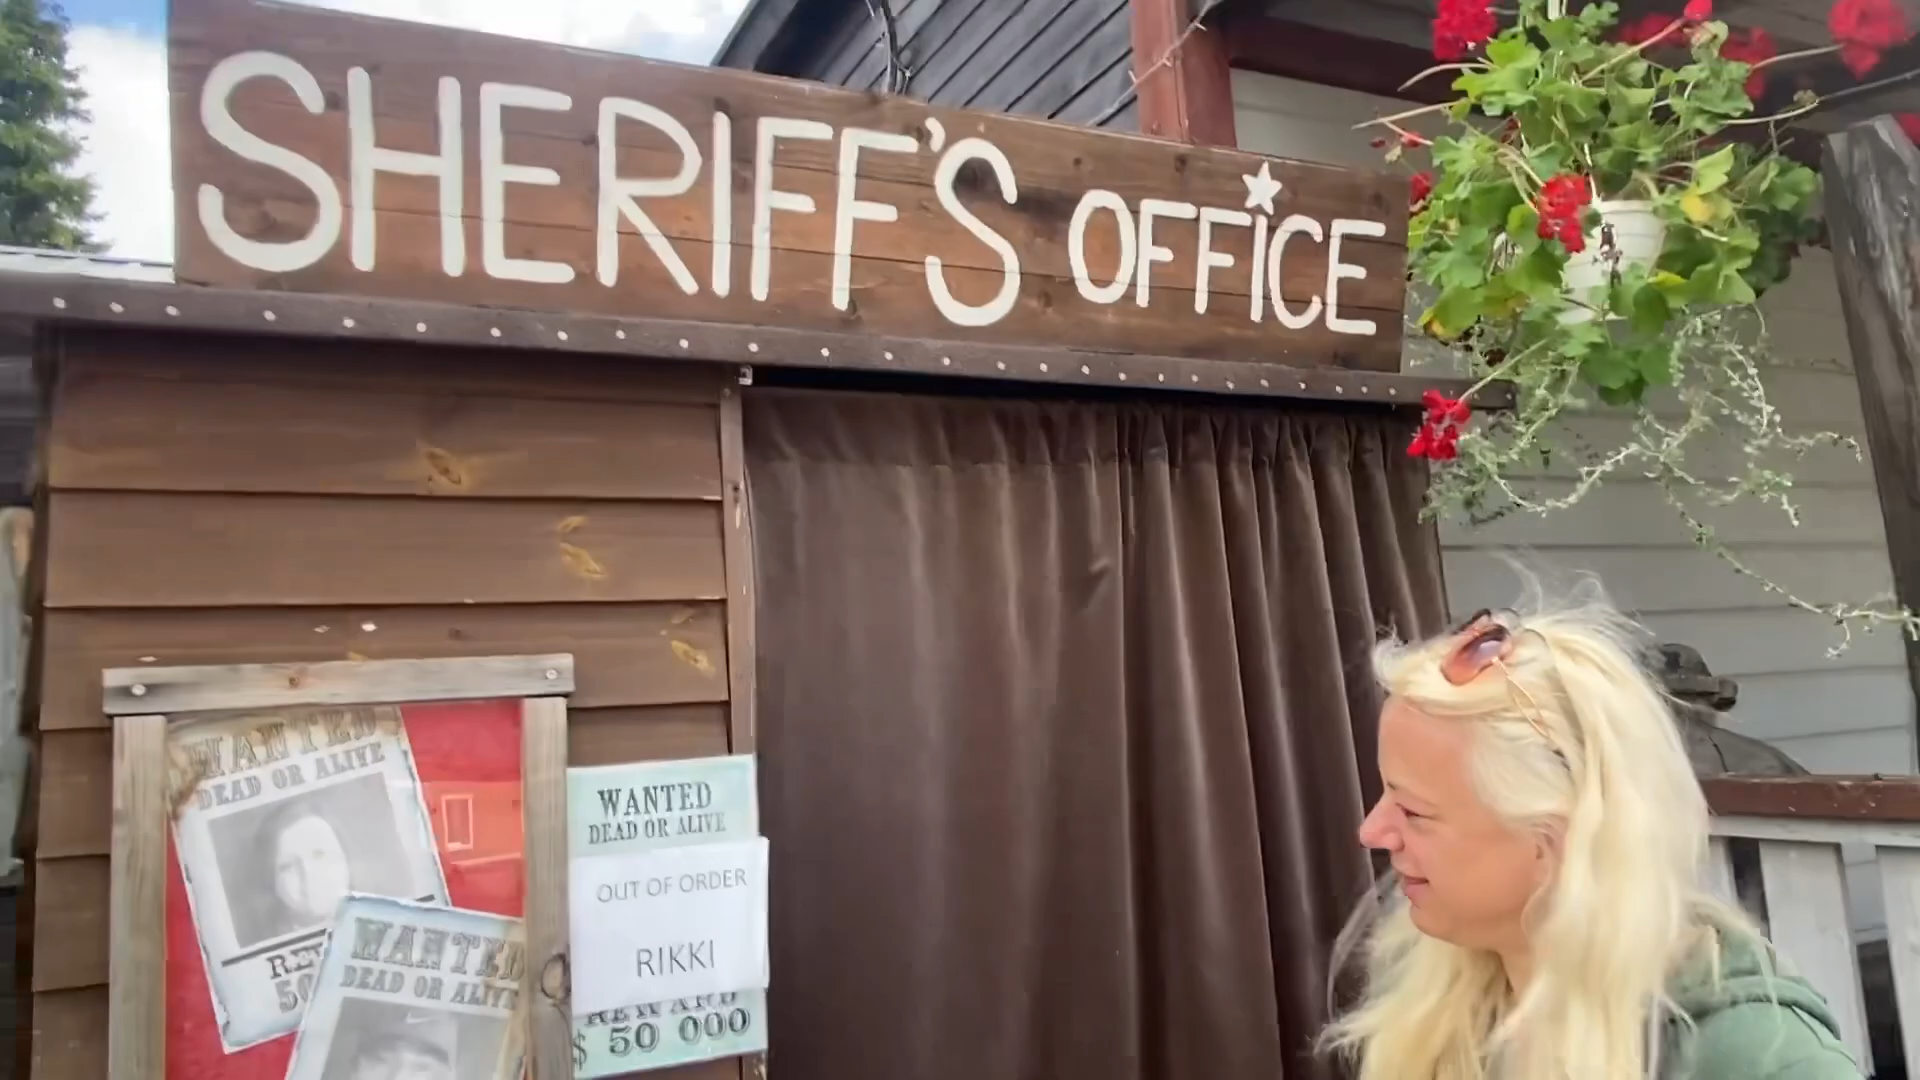 SHERIFF'S OFFICE
WANTED
DEAD OR ALIVE
WANTED
DEAD OR ALIVE
WANTED
DEAD OR ALIVE
OUT OF ORDER
RIKKI
REWARD
$ 50 000